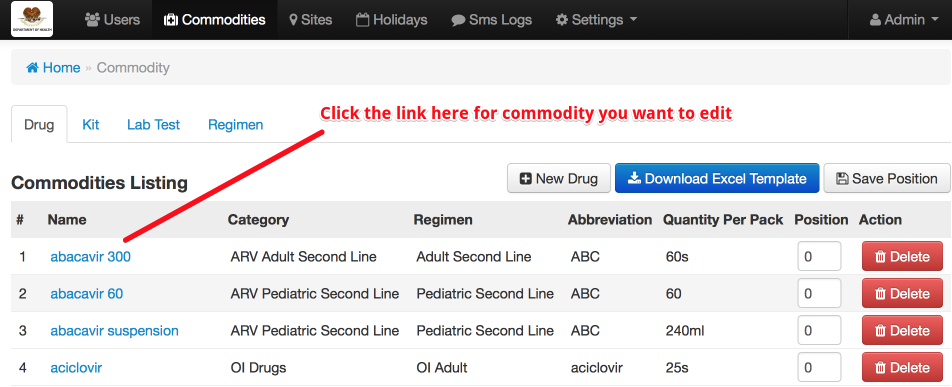 DEPARTMENT OF HEALTH
Users Commodities Sites Holidays Sms Logs Settings Admin
Home » Commodity
Click the link here for commodity you want to edit
Drug Kit Lab Test Regimen
Commodities Listing New Drug Download Excel Template Save Position
# Name Category Regimen Abbreviation Quantity Per Pack Position Action
1 abacavir 300 ARV Adult Second Line Adult Second Line ABC 60s 0 Delete
2 abacavir 60 ARV Pediatric Second Line Pediatric Second Line ABC 60 0 Delete
3 abacavir suspension ARV Pediatric Second Line Pediatric Second Line ABC 240ml 0 Delete
4 aciclovir OI Drugs OI Adult aciclovir 25s 0 Delete